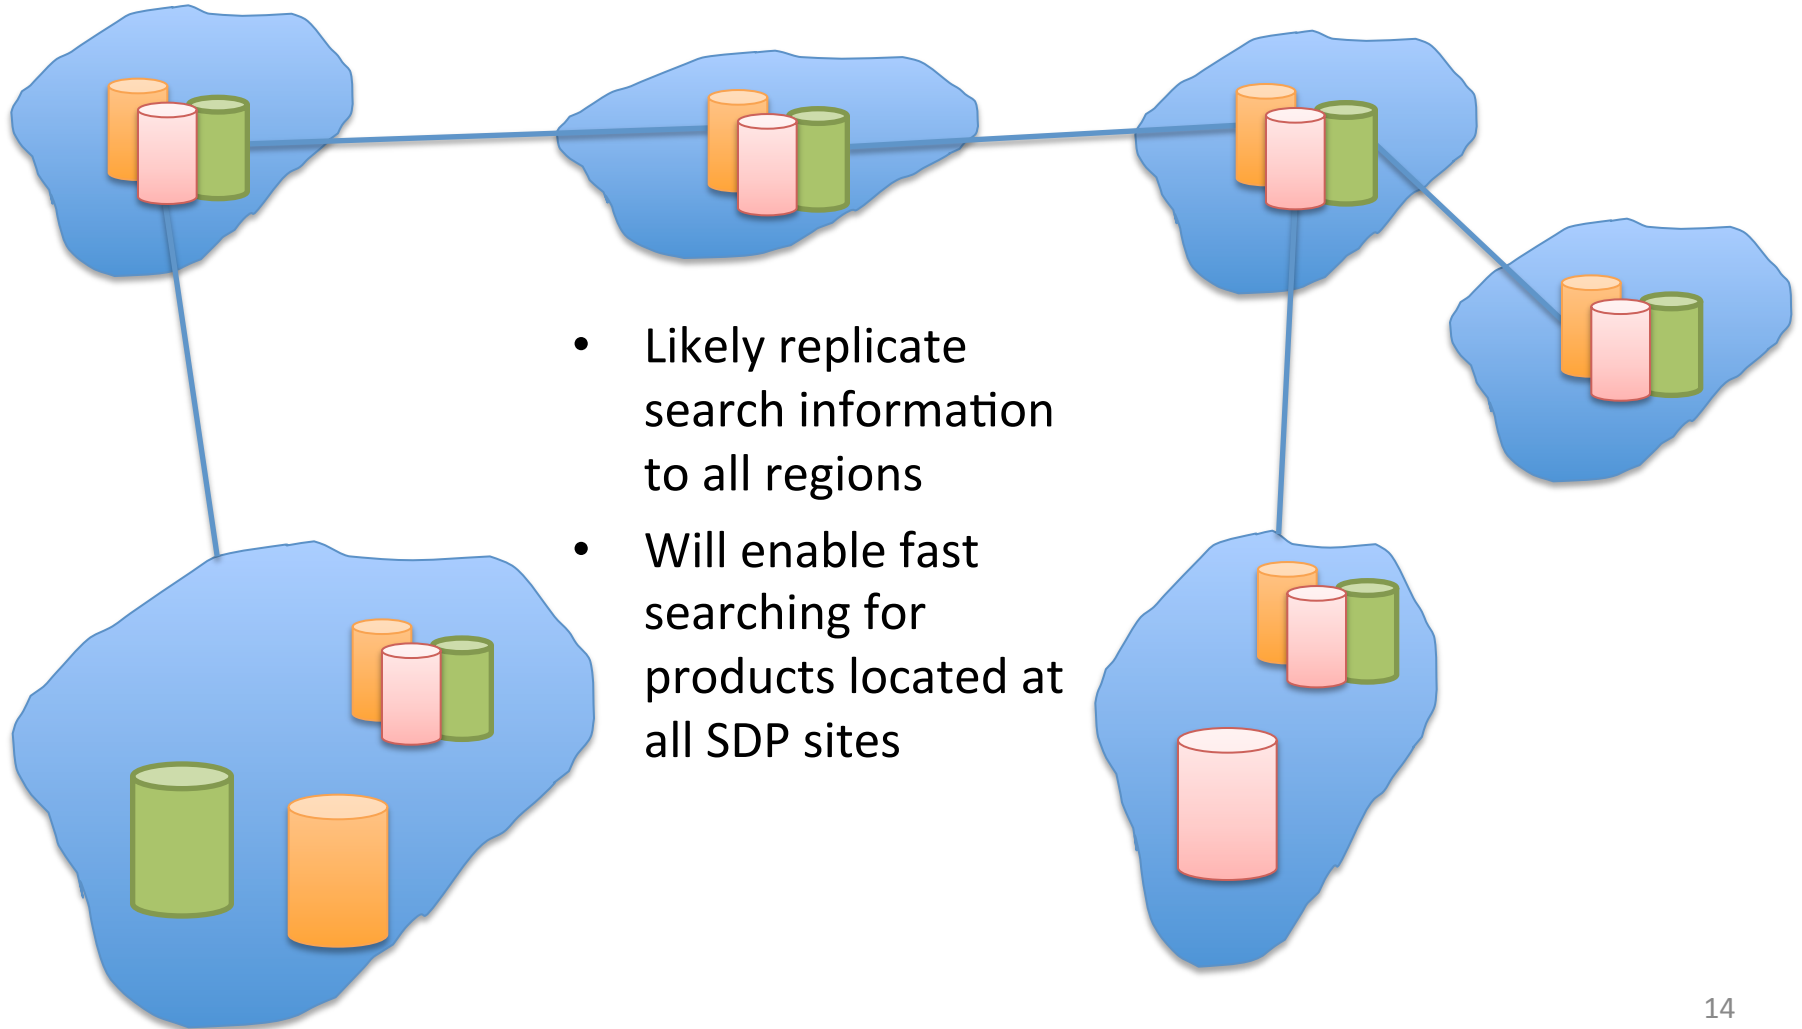 • Likely replicate
search information
to all regions
• Will enable fast
searching for
products located at
all SDP sites
14